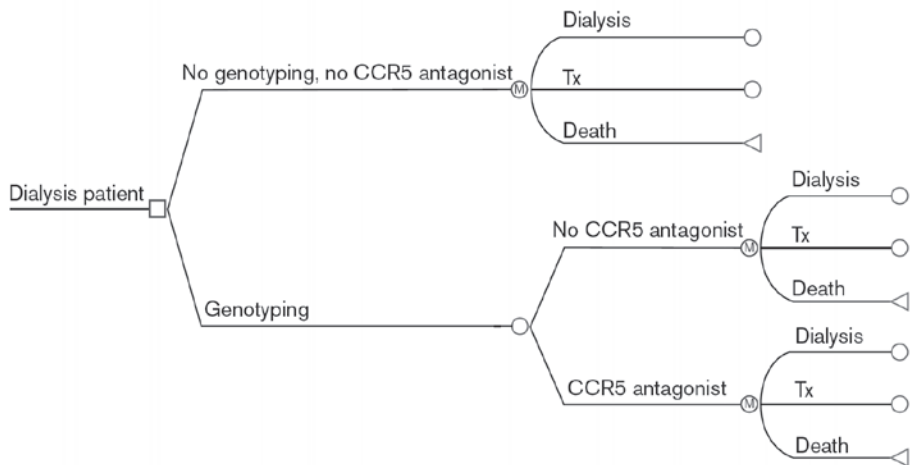 Dialysis
No genotyping, no CCR5 antagonist
M
Tx
Death
Dialysis patient
Dialysis
No CCR5 antagonist
M
Tx
Death
Genotyping
Dialysis
CCR5 antagonist
M
Tx
Death